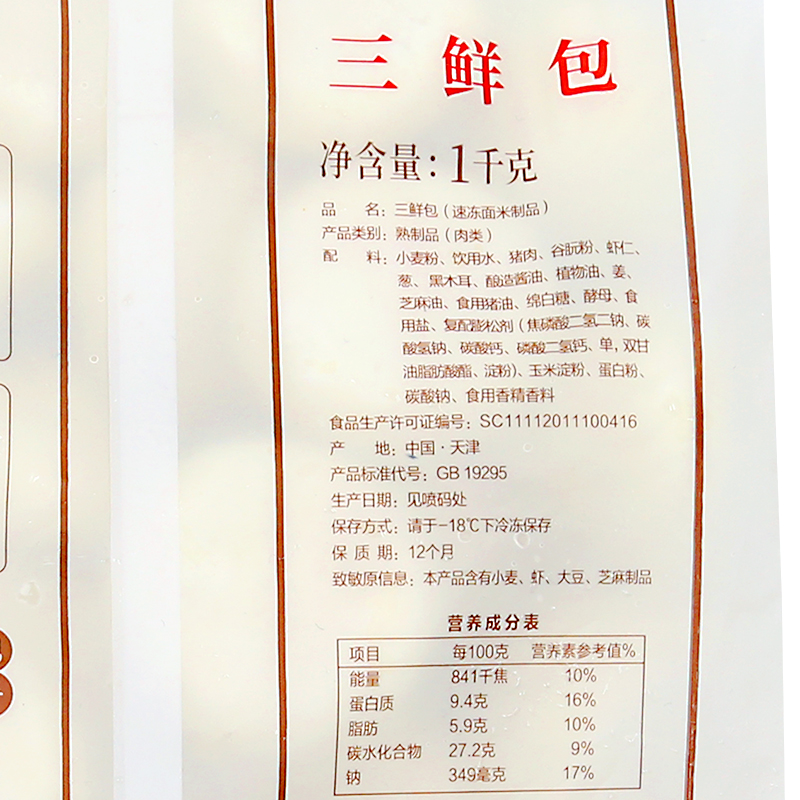 三鲜包
净含量：1千克
品 名：三鲜包（速冻面米制品）
产品类别：熟制品（肉类）
配 料：小麦粉、饮用水、猪肉、谷朊粉、虾仁、
葱、黑木耳、酿造酱油、植物油、姜、
芝麻油、食用猪油、绵白糖、酵母、食
用盐、复配膨松剂（焦磷酸二氢二钠、碳
酸氢钠、碳酸钙、磷酸二氢钙、单，双甘
油脂肪酸酯、淀粉）、玉米淀粉、蛋白粉、
碳酸钠、食用香精香料
食品生产许可证编号：SC11112011100416
产 地：中国·天津
产品标准代号：GB 19295
生产日期：见喷码处
保存方式：请于-18℃下冷冻保存
保 质 期：12个月
致敏原信息：本产品含有小麦、虾、大豆、芝麻制品
营养成分表
项目 每100克 营养素参考值%
能量 841千焦 10%
蛋白质 9.4克 16%
脂肪 5.9克 10%
碳水化合物 27.2克 9%
钠 349毫克 17%